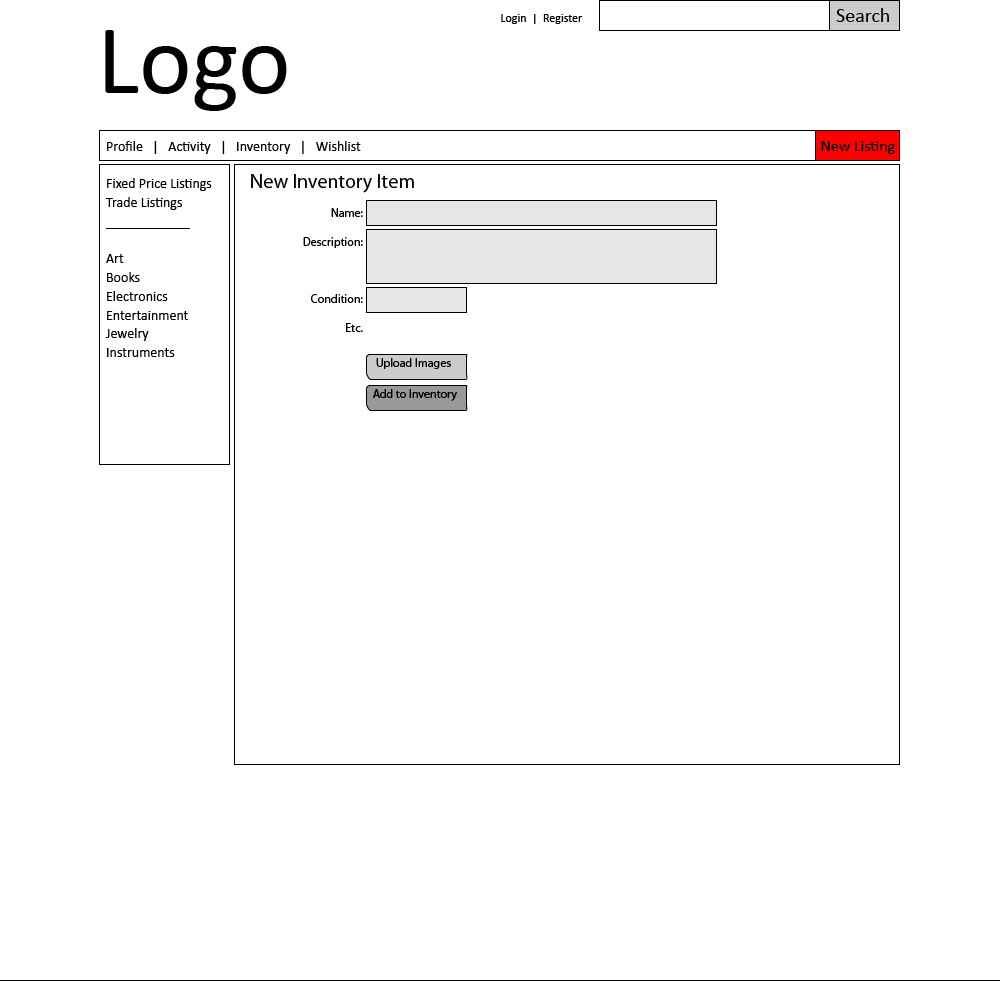 Login | Register
Search
Logo
Profile | Activity | Inventory | Wishlist
New Listing
Fixed Price Listings
Trade Listings
Art
Books
Electronics
Entertainment
Jewelry
Instruments
New Inventory Item
Name:
Description:
Condition:
Etc.
Upload Images
Add to Inventory